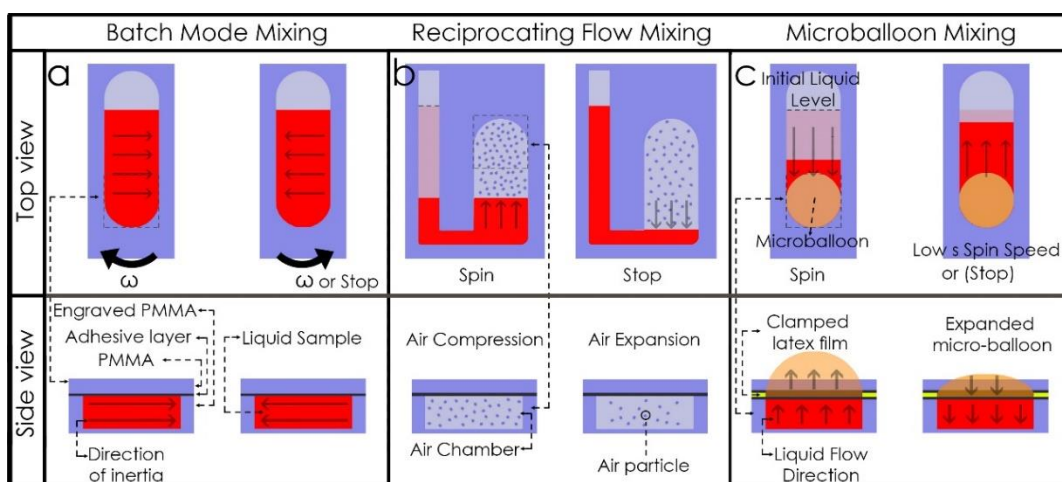 Batch Mode Mixing
Reciprocating Flow Mixing
Microballoon Mixing
Top view
a
ω
ω or Stop
b
Spin
Stop
c
Initial Liquid
Level
Microballoon
Spin
Low s Spin Speed
or (Stop)
Side view
Engraved PMMA
Adhesive layer
PMMA
Liquid Sample
Direction
of inertia
Air Compression
Air Expansion
Air Chamber
Air particle
Clamped
latex film
Expanded
micro-balloon
Liquid Flow
Direction